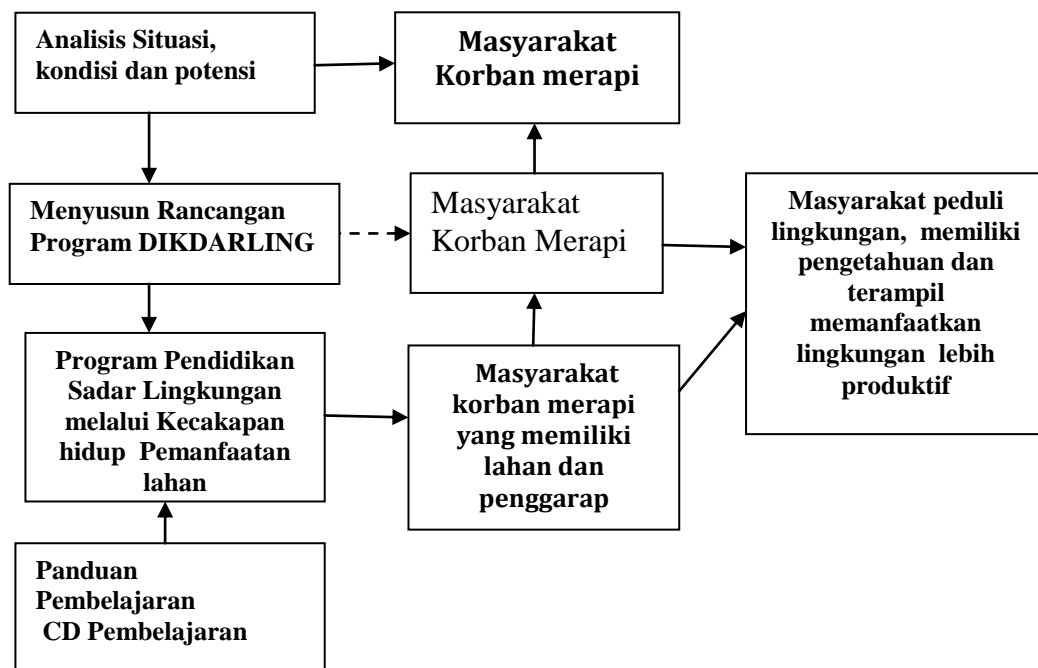 Analisis Situasi,
kondisi dan potensi
Masyarakat
Korban merapi
Menyusun Rancangan
Program DIKDARLING
Masyarakat
Korban Merapi
Masyarakat peduli
lingkungan, memiliki
pengetahuan dan
terampil
memanfaatkan
lingkungan lebih
produktif
Program Pendidikan
Sadar Lingkungan
melalui Kecakapan
hidup Pemanfaatan
lahan
Masyarakat
korban merapi
yang memiliki
lahan dan
penggarap
Panduan
Pembelajaran
CD Pembelajaran